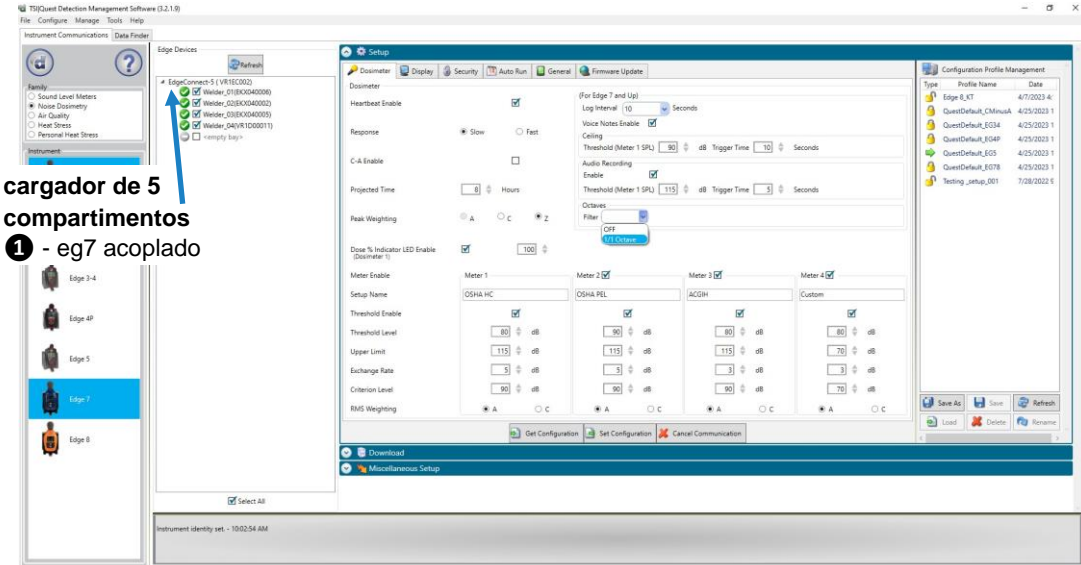 TSI|Quest Detection Management Software (3.2.1.9)
File Configure Manage Tools Help
Instrument Communications Data Finder
Family
Sound Level Meters
Noise Dosimetry
Air Quality
Heat Stress
Personal Heat Stress
Instrument
cargador de 5
compartimentos
❶ - eg7 acoplado
Edge 3-4
Edge 4P
Edge 5
Edge 7
Edge 8
Edge Devices
Refresh
EdgeConnect-5 ( VR1EC002)
Welder_01(EKX040006)
Welder_02(EKX040002)
Welder_03(EKX040005)
Welder_04(VR1D00011)
<empty bay>
Select All
Setup
Dosimeter Display Security Auto Run General Firmware Update
Dosimeter
Heartbeat Enable
Response Slow Fast
C-A Enable
Projected Time 8 Hours
Peak Weighting A C Z
Dose % Indicator LED Enable 100
(Dosimeter 1)
(For Edge 7 and Up)
Log Interval 10 Seconds
Voice Notes Enable
Ceiling
Threshold (Meter 1 SPL) 90 dB Trigger Time 10 Seconds
Audio Recording
Enable
Threshold (Meter 1 SPL) 115 dB Trigger Time 5 Seconds
Octaves
Filter
OFF
1/1 Octave
Meter Enable Meter 1 Meter 2 Meter 3 Meter 4
Setup Name OSHA HC OSHA PEL ACGIH Custom
Threshold Enable
Threshold Level 80 dB 90 dB 80 dB 80 dB
Upper Limit 115 dB 115 dB 115 dB 70 dB
Exchange Rate 5 dB 5 dB 3 dB 3 dB
Criterion Level 90 dB 90 dB 90 dB 70 dB
RMS Weighting A C A C A C A C
Get Configuration Set Configuration Cancel Communication
Download
Miscellaneous Setup
Configuration Profile Management
Type Profile Name Date
Edge 8_KT 4/7/2023 4:
QuestDefault_CMinusA 4/25/2023 1
QuestDefault_EG34 4/25/2023 1
QuestDefault_EG4P 4/25/2023 1
QuestDefault_EG5 4/25/2023 1
QuestDefault_EG78 4/25/2023 1
Testing _setup_001 7/28/2022 9
Save As Save Refresh
Load Delete Rename
Instrument identity set. - 10:02:54 AM